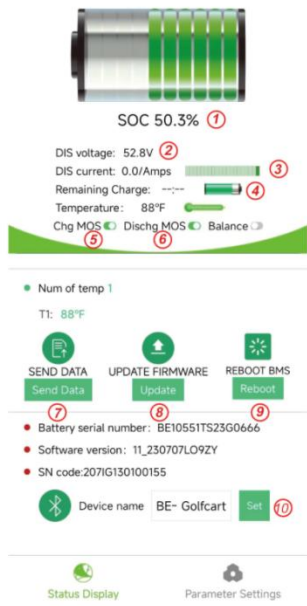 SOC 50.3% 1
DIS voltage: 52.8V 2
DIS current: 0.0/Amps 3
Remaining Charge: --:-- 4
Temperature: 88°F
Chg MOS Dischg MOS Balance
5 6
Num of temp 1
T1: 88°F
SEND DATA UPDATE FIRMWARE REBOOT BMS
Send Data Update Reboot
7 8 9
Battery serial number: BE10551TS23G0666
Software version: 11_230707LO9ZY
SN code:207IG130100155
Device name BE- Golfcart Set 10
Status Display Parameter Settings